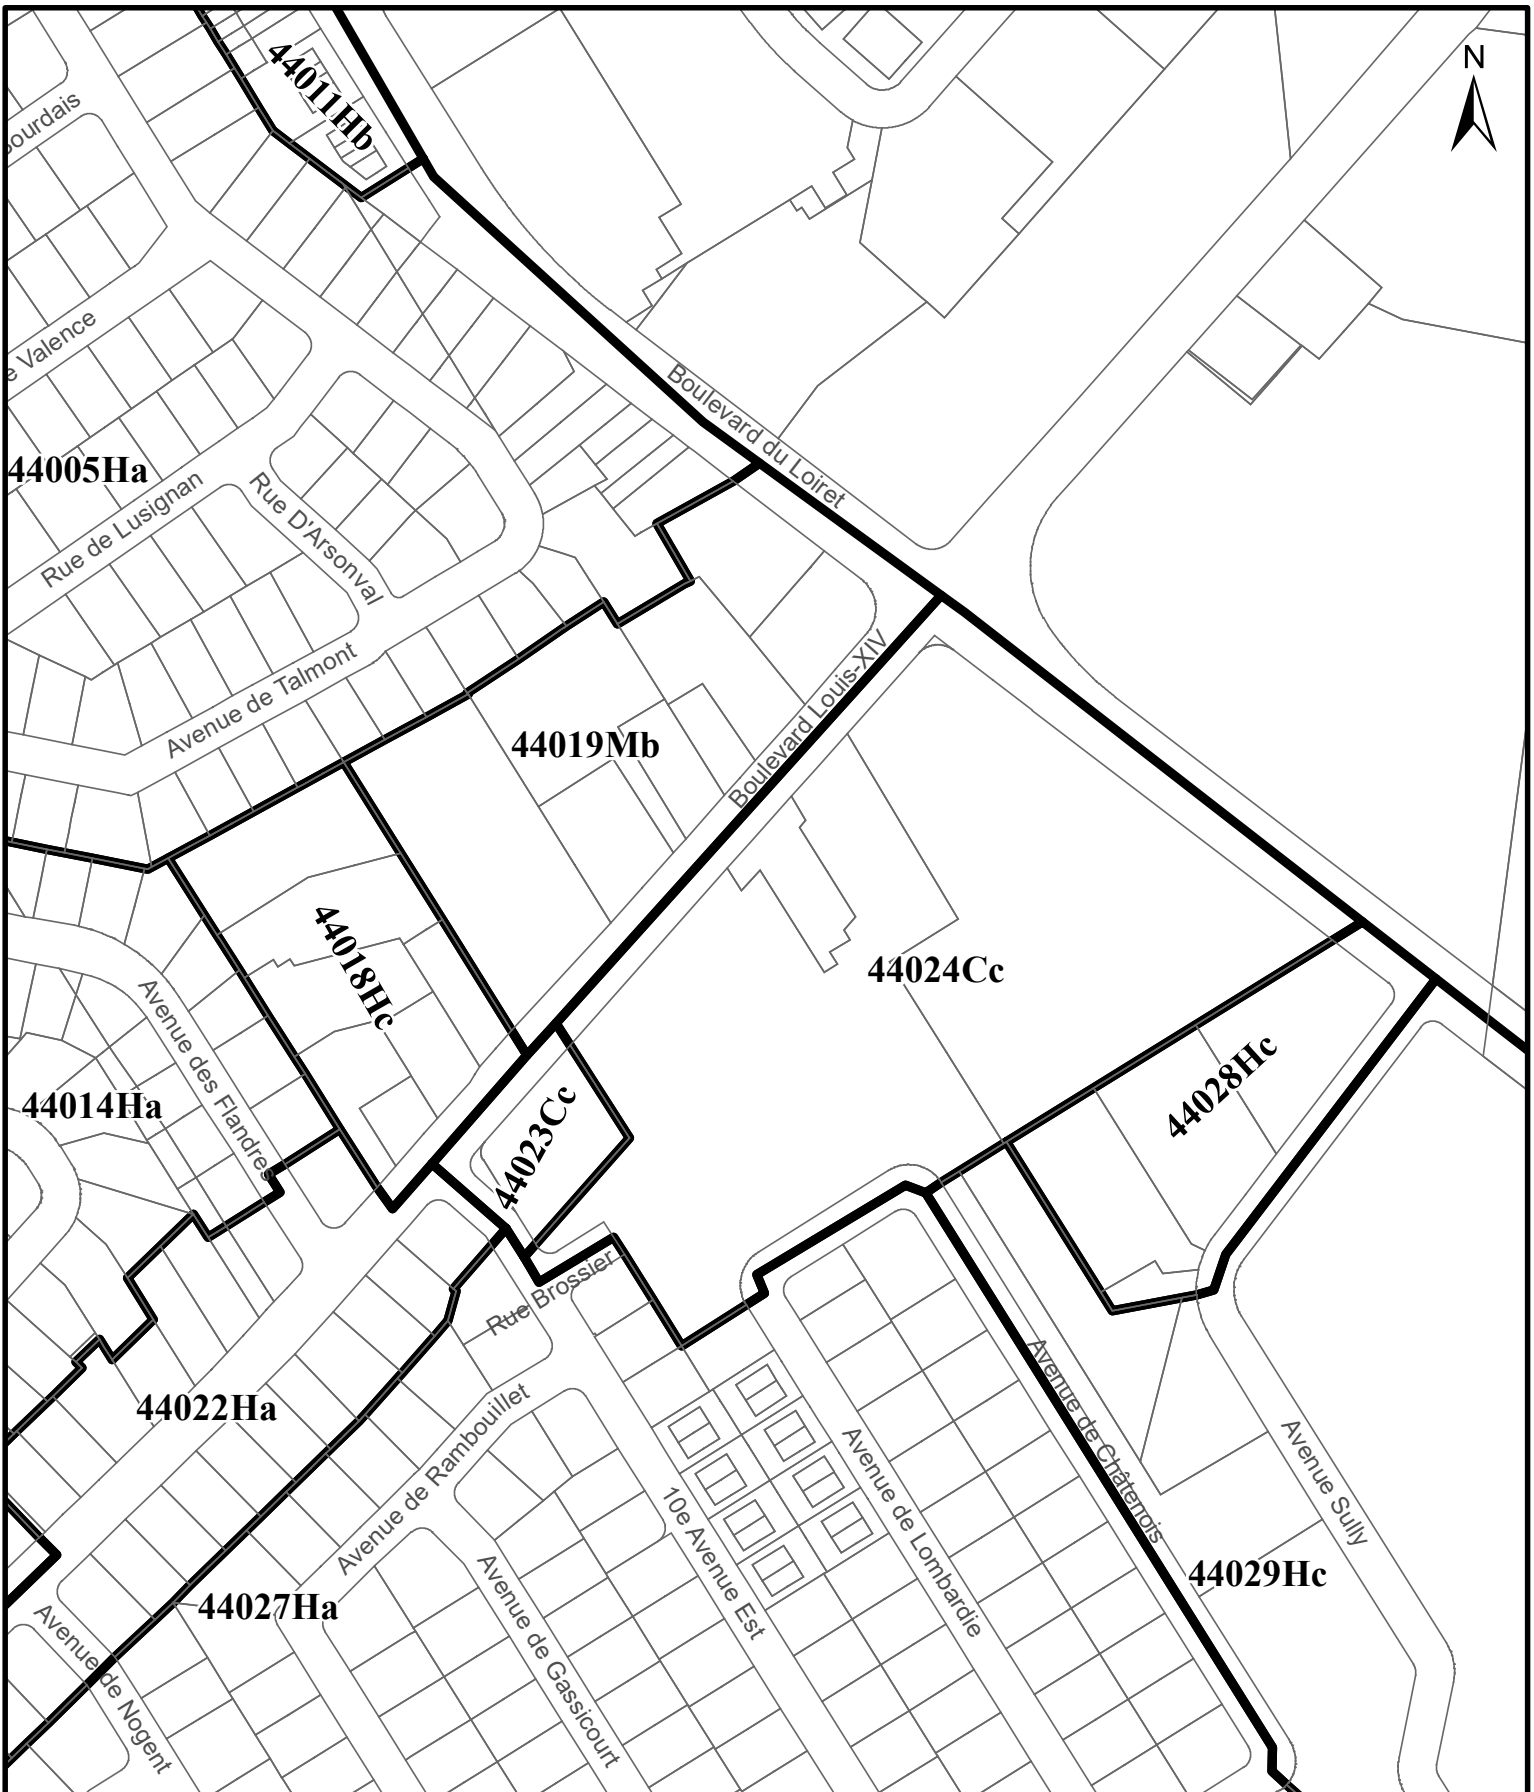 N
44011Hb
Bourdais
Valence
Boulevard du Loiret
44005Ha
Rue de Lusignan
Rue D'Arsonval
Avenue de Talmont
Boulevard Louis-XIV
44019Mb
44018Hc
44024Cc
Avenue des Flandres
44028Hc
44014Ha
44023Cc
Rue Brossier
44022Ha
Avenue de Rambouillet
Avenue de Châtenois
Avenue Sully
Avenue de Lombardie
10e Avenue Est
44029Hc
44027Ha
Avenue de Gassicourt
Avenue de Nogent